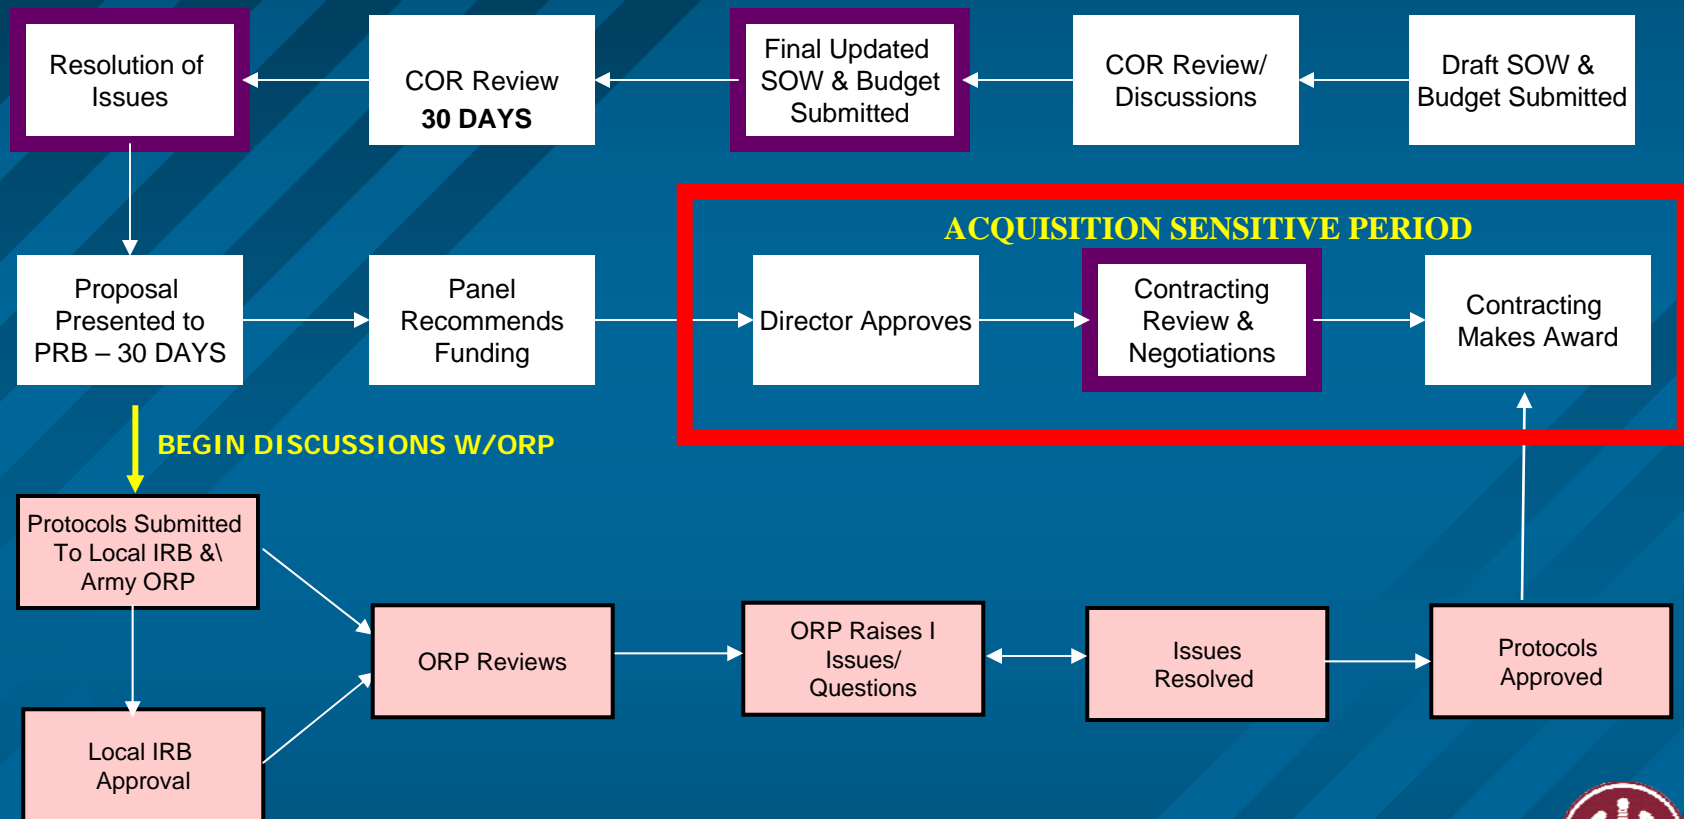 Resolution of
Issues
COR Review
30 DAYS
Final Updated
SOW & Budget
Submitted
COR Review/
Discussions
Draft SOW &
Budget Submitted
ACQUISITION SENSITIVE PERIOD
Proposal
Presented to
PRB – 30 DAYS
Panel
Recommends
Funding
Director Approves
Contracting
Review &
Negotiations
Contracting
Makes Award
BEGIN DISCUSSIONS W/ORP
Protocols Submitted
To Local IRB &\
Army ORP
ORP Reviews
ORP Raises I
Issues/
Questions
Issues
Resolved
Protocols
Approved
Local IRB
Approval